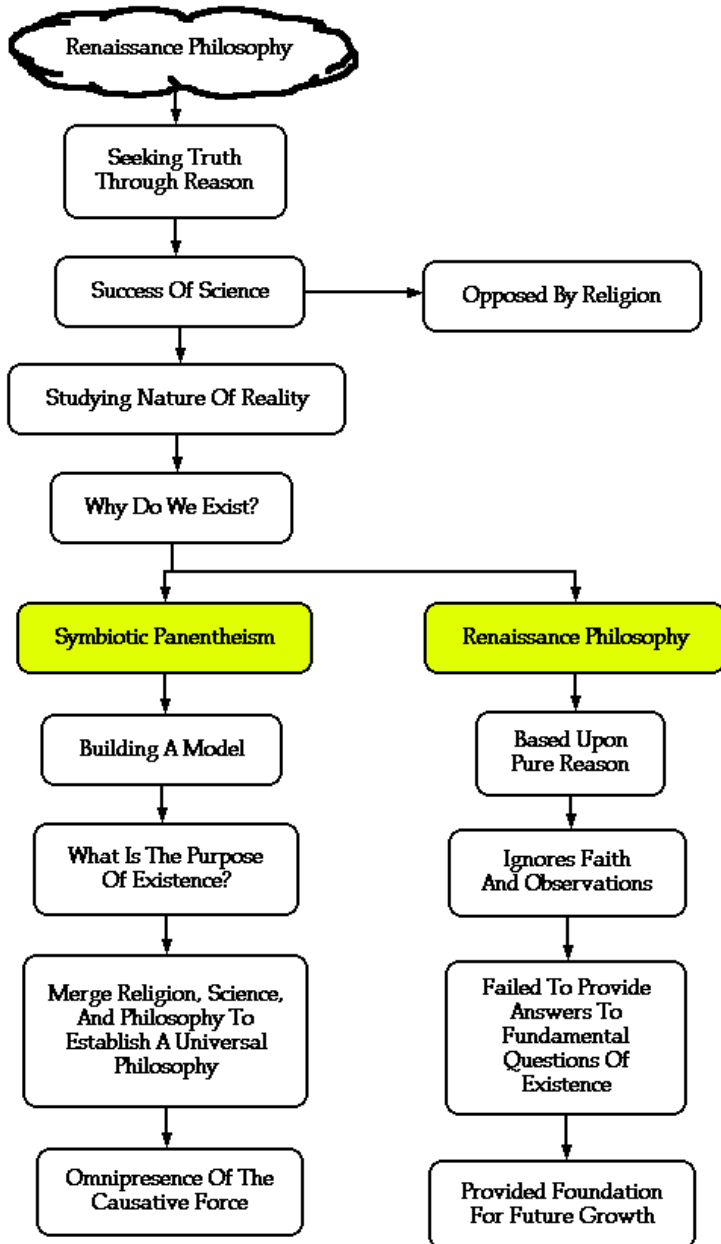 Renaissance Philosophy
Seeking Truth
Through Reason
Success Of Science
Opposed By Religion
Studying Nature Of Reality
Why Do We Exist?
Symbiotic Panentheism
Building A Model
What Is The Purpose
Of Existence?
Merge Religion, Science,
And Philosophy To
Establish A Universal
Philosophy
Omnipresence Of The
Causative Force
Renaissance Philosophy
Based Upon
Pure Reason
Ignores Faith
And Observations
Failed To Provide
Answers To
Fundamental
Questions Of
Existence
Provided Foundation
For Future Growth